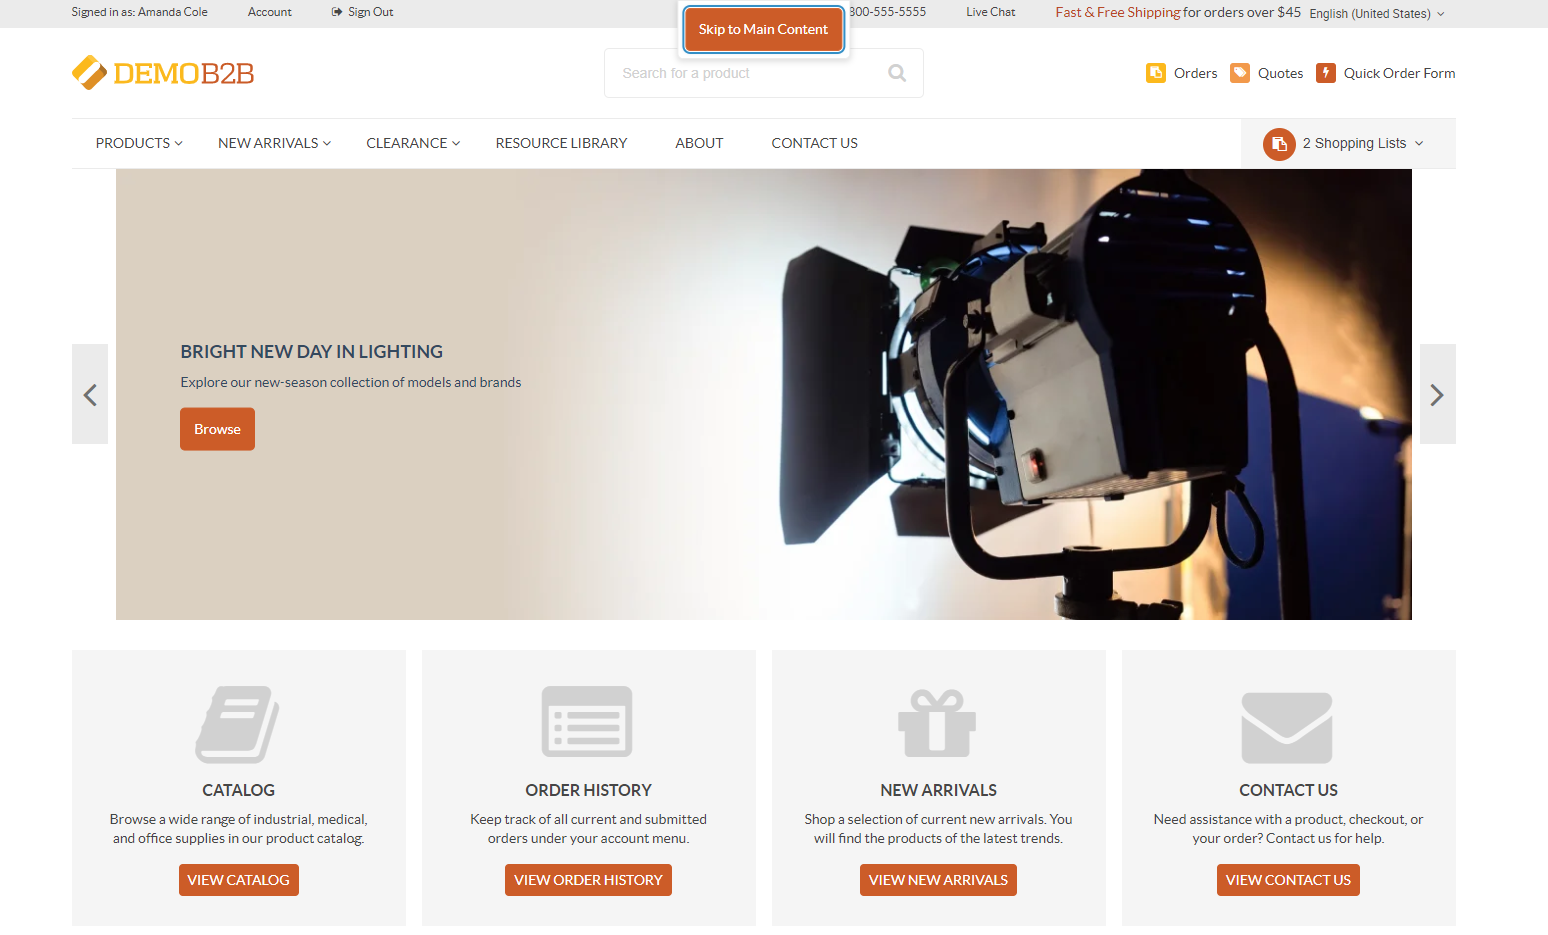 Signed in as: Amanda Cole Account Sign Out Skip to Main Content 800-555-5555 Live Chat Fast & Free Shipping for orders over $45 English (United States)
DEMOB2B Search for a product Orders Quotes Quick Order Form
PRODUCTS NEW ARRIVALS CLEARANCE RESOURCE LIBRARY ABOUT CONTACT US 2 Shopping Lists
BRIGHT NEW DAY IN LIGHTING
Explore our new-season collection of models and brands
Browse
CATALOG
Browse a wide range of industrial, medical,
and office supplies in our product catalog.
VIEW CATALOG
ORDER HISTORY
Keep track of all current and submitted
orders under your account menu.
VIEW ORDER HISTORY
NEW ARRIVALS
Shop a selection of current new arrivals. You
will find the products of the latest trends.
VIEW NEW ARRIVALS
CONTACT US
Need assistance with a product, checkout, or
your order? Contact us for help.
VIEW CONTACT US